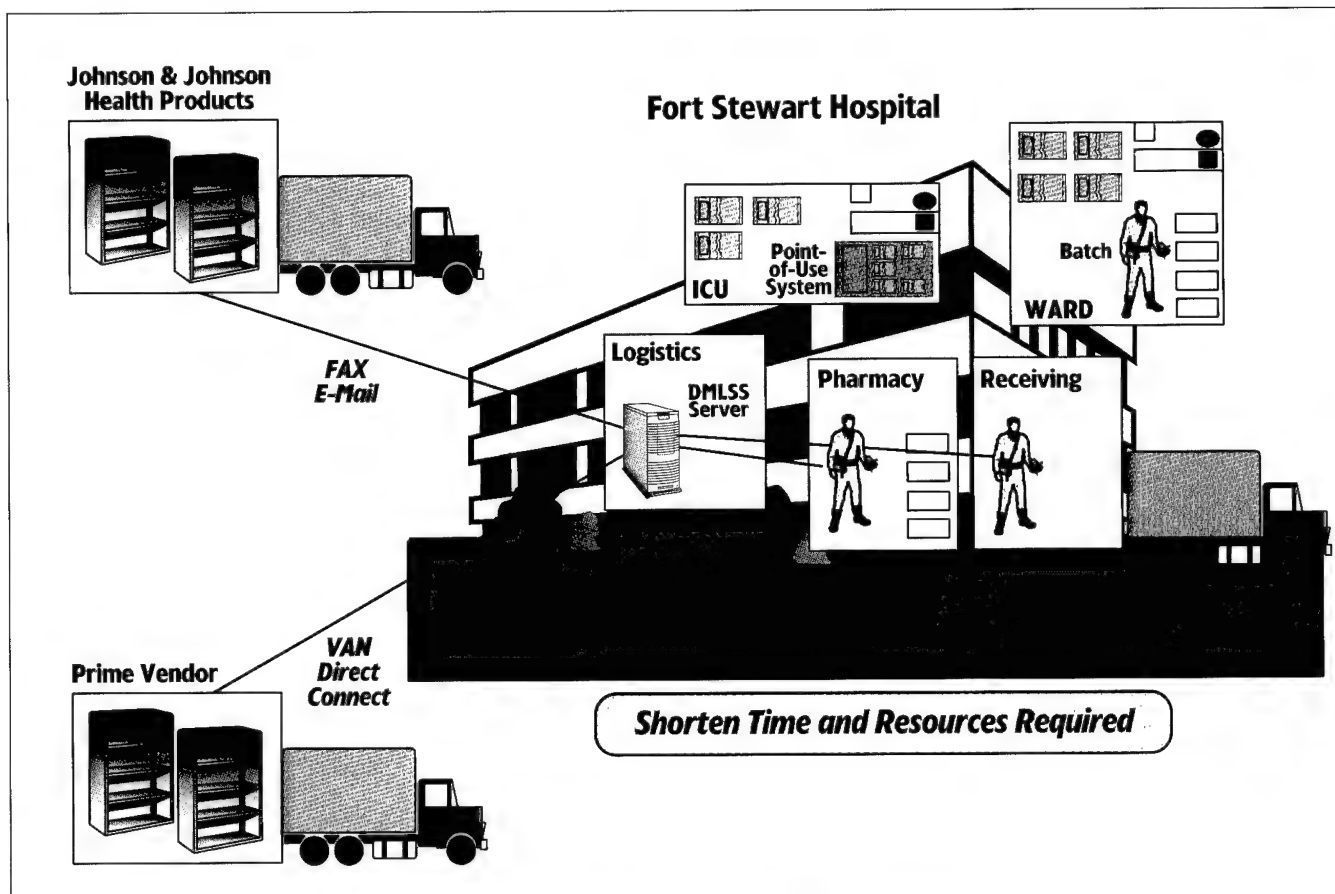 Johnson & Johnson
Health Products
Fort Stewart Hospital
Point-
of-Use
System
ICU
Batch
WARD
FAX
E-Mail
Logistics
DMLSS
Server
Pharmacy
Receiving
VAN
Direct
Connect
Prime Vendor
Shorten Time and Resources Required